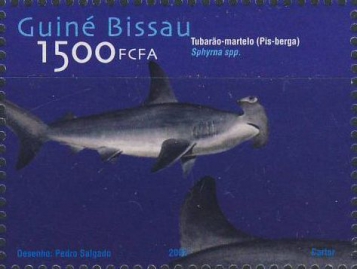 Guiné Bissau
1500 FCFA
Tubarão-martelo (Pis-berga)
Sphyrna spp.
Desenho: Pedro Salgado
Cartor